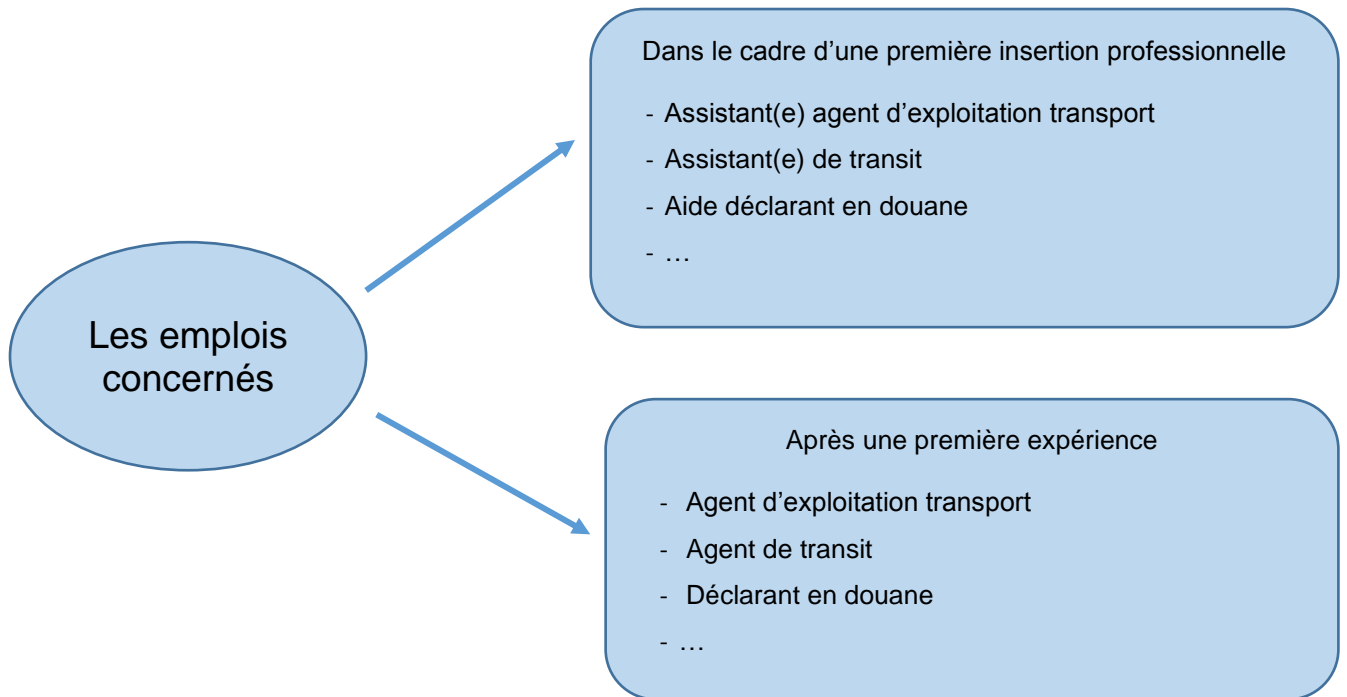 Dans le cadre d’une première insertion professionnelle
- Assistant(e) agent d’exploitation transport
- Assistant(e) de transit
- Aide déclarant en douane
- …
Les emplois
concernés
Après une première expérience
- Agent d’exploitation transport
- Agent de transit
- Déclarant en douane
- …